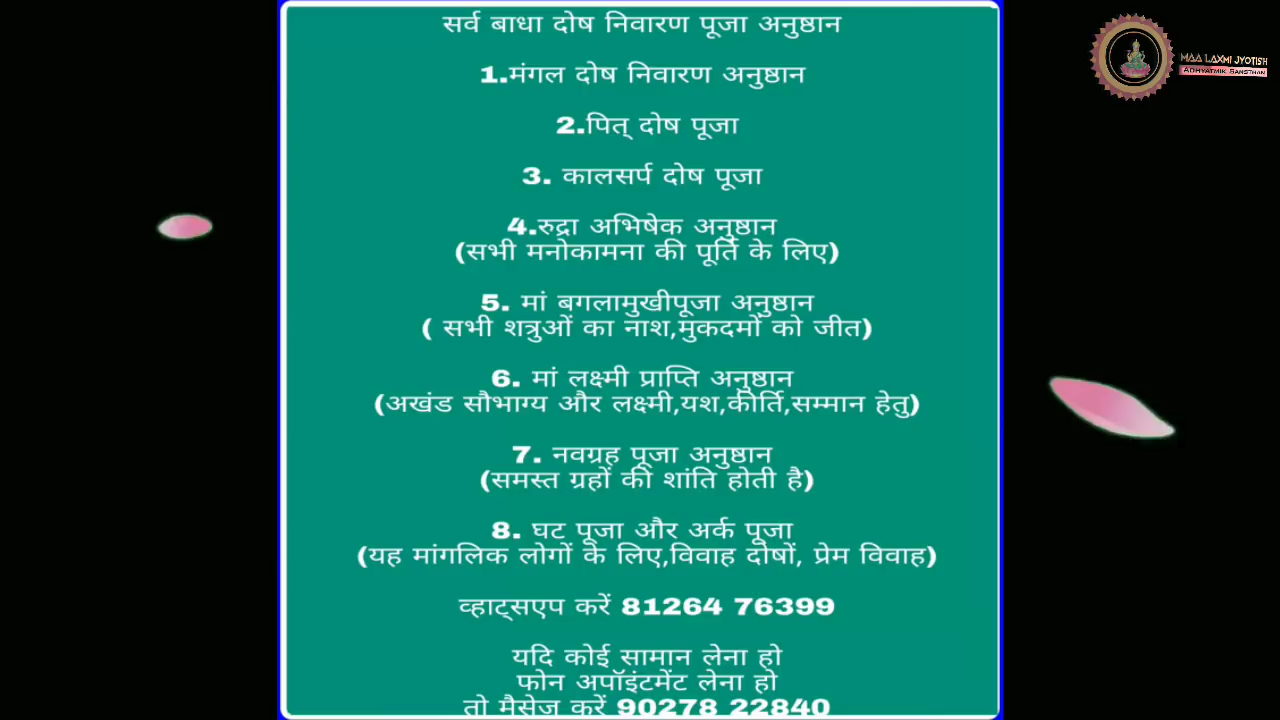 सर्व बाधा दोष निवारण पूजा अनुष्ठान
1.मंगल दोष निवारण अनुष्ठान
2.पित् दोष पूजा
3. कालसर्प दोष पूजा
4.रुद्रा अभिषेक अनुष्ठान
(सभी मनोकामना की पूर्ति के लिए)
5. मां बगलामुखीपूजा अनुष्ठान
( सभी शत्रुओं का नाश,मुकदमों को जीत)
6. मां लक्ष्मी प्राप्ति अनुष्ठान
(अखंड सौभाग्य और लक्ष्मी,यश,कीर्ति,सम्मान हेतु)
7. नवग्रह पूजा अनुष्ठान
(समस्त ग्रहों की शांति होती है)
8. घट पूजा और अर्क पूजा
(यह मांगलिक लोगों के लिए,विवाह दोषों, प्रेम विवाह)
व्हाट्सएप करें 81264 76399
यदि कोई सामान लेना हो
फोन अपॉइंटमेंट लेना हो
तो मैसेज करें 90278 22840
MAA LAXMI JYOTISH
ADHYATMIK SANSTHAN